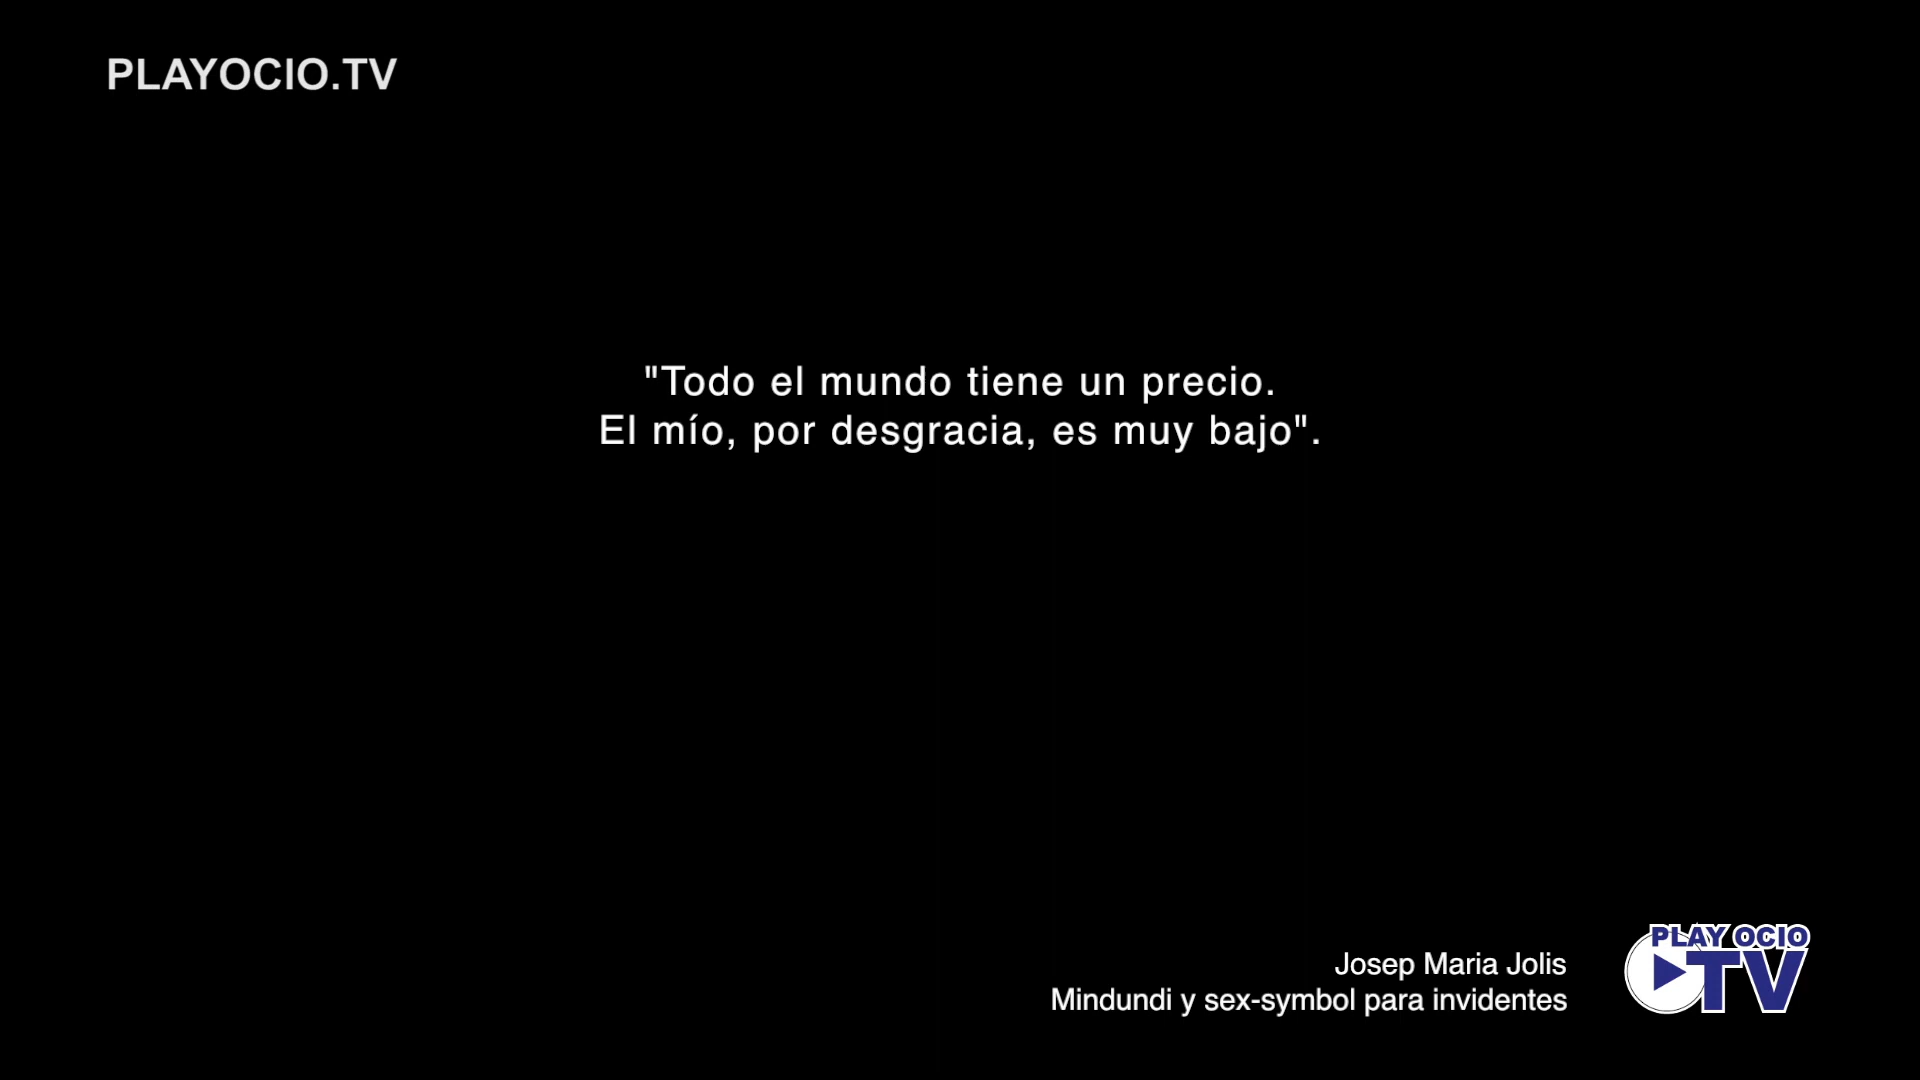 PLAYOCIO.TV
"Todo el mundo tiene un precio.
El mío, por desgracia, es muy bajo".
Josep Maria Jolis
Mindundi y sex-symbol para invidentes
PLAY OCIO
TV